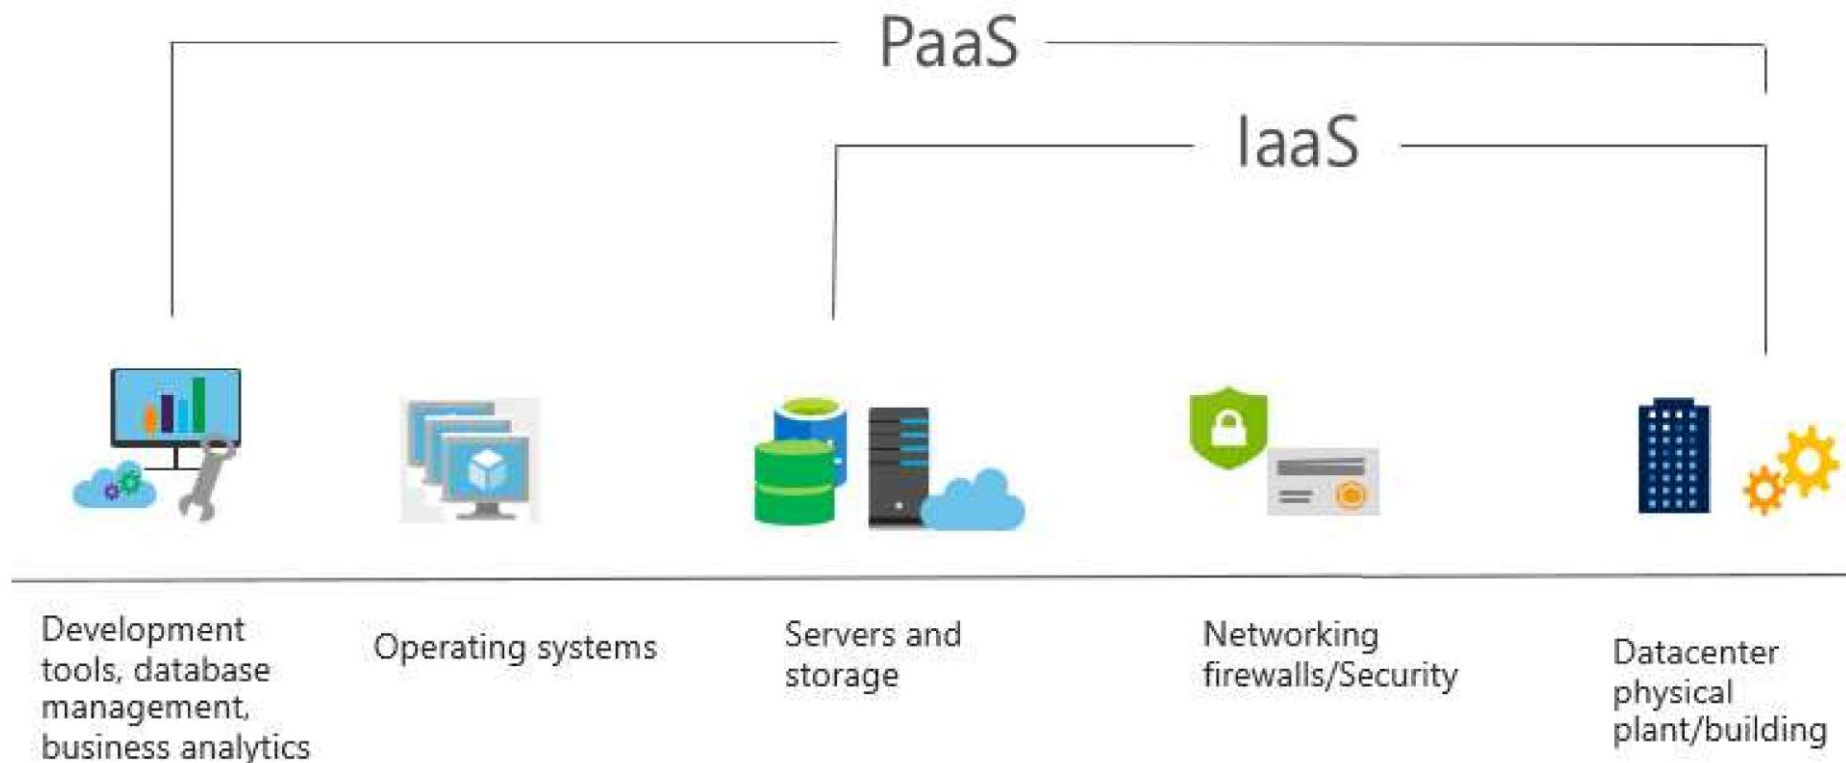 PaaS
IaaS
Development
tools, database
management,
business analytics
Operating systems
Servers and
storage
Networking
firewalls/Security
Datacenter
physical
plant/building